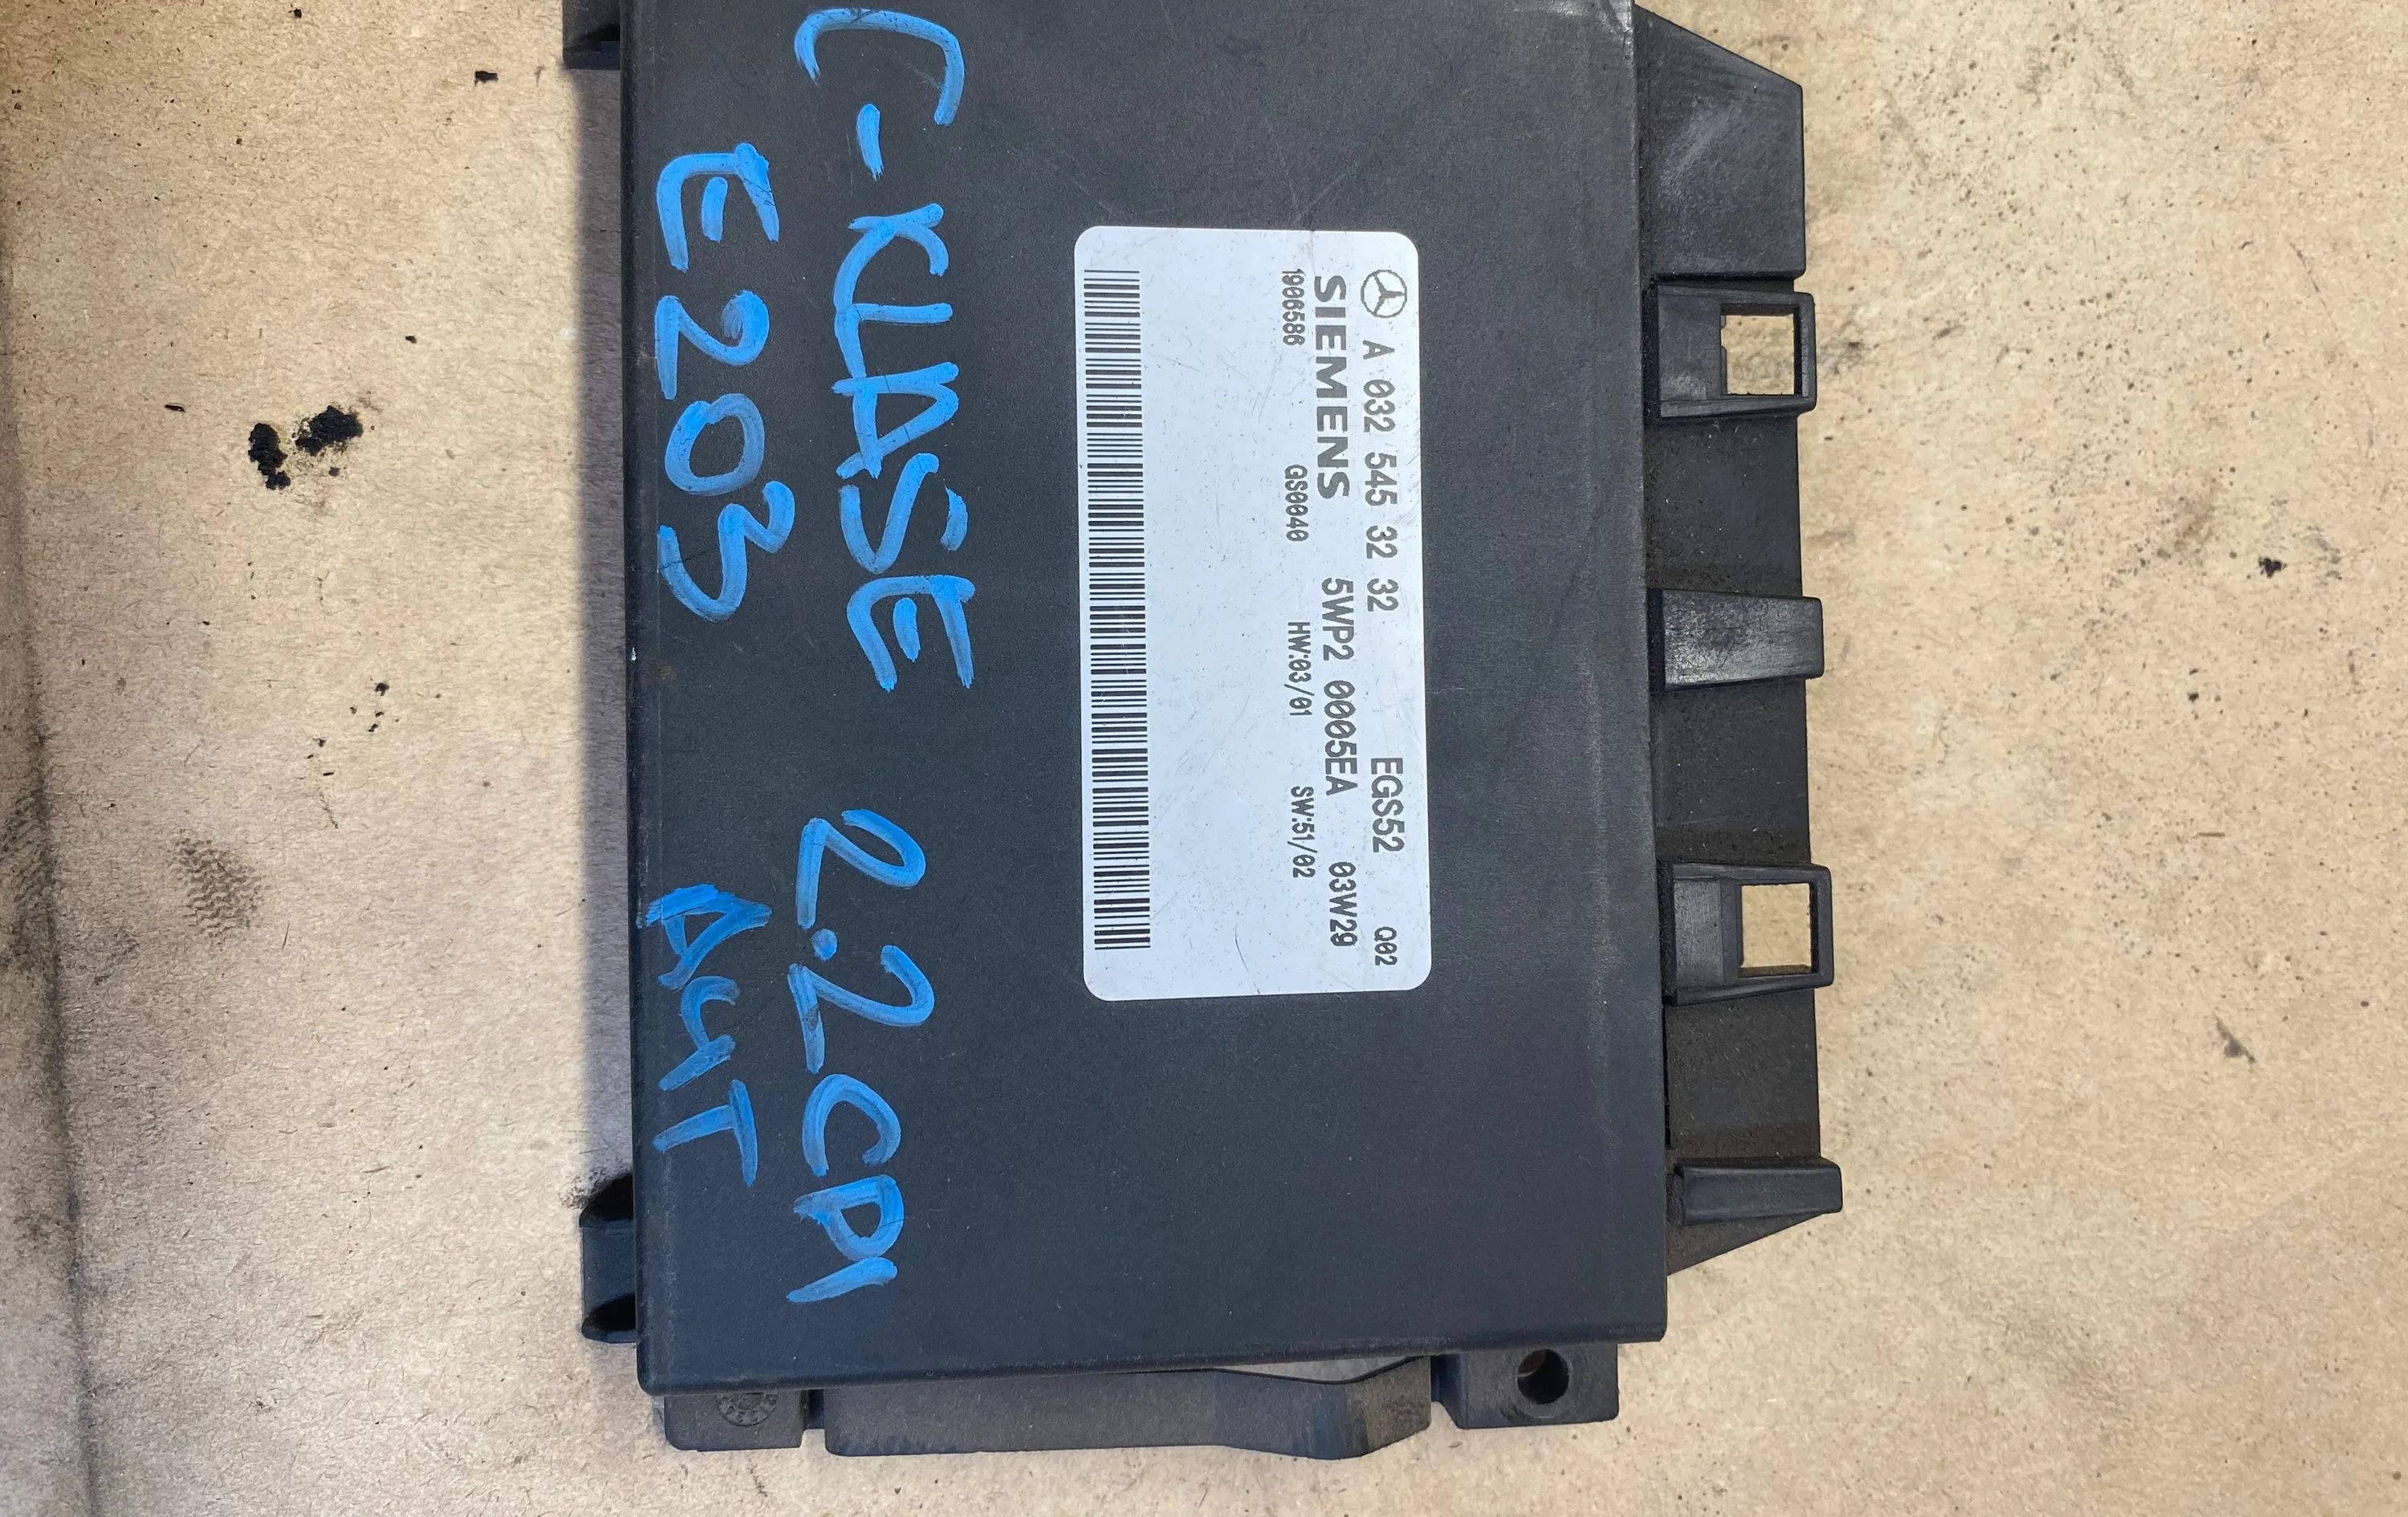 A 032 545 32 32 EGS52 Q02
SIEMENS 5WP2 0005EA 03W29
1906586 QS0040 HW:03/01 SW:51/02
C-KLASE 2.2CDI
E203 AUT